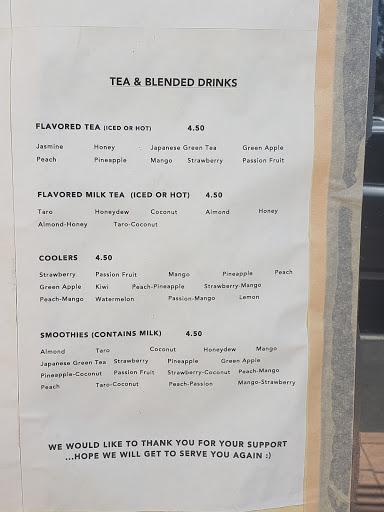 TEA & BLENDED DRINKS
FLAVORED TEA (ICED OR HOT) 4.50
Jasmine Honey Japanese Green Tea Green Apple
Peach Pineapple Mango Strawberry Passion Fruit
FLAVORED MILK TEA (ICED OR HOT) 4.50
Taro Honeydew Coconut Almond Honey
Almond-Honey Taro-Coconut
COOLERS 4.50
Strawberry Passion Fruit Mango Pineapple Peach
Green Apple Kiwi Peach-Pineapple Strawberry-Mango
Peach-Mango Watermelon Passion-Mango Lemon
SMOOTHIES (CONTAINS MILK) 4.50
Almond Taro Coconut Honeydew Mango
Japanese Green Tea Strawberry Pineapple Green Apple
Pineapple-Coconut Passion Fruit Strawberry-Coconut Peach-Mango
Peach Taro-Coconut Peach-Passion Mango-Strawberry
WE WOULD LIKE TO THANK YOU FOR YOUR SUPPORT
...HOPE WE WILL GET TO SERVE YOU AGAIN :)